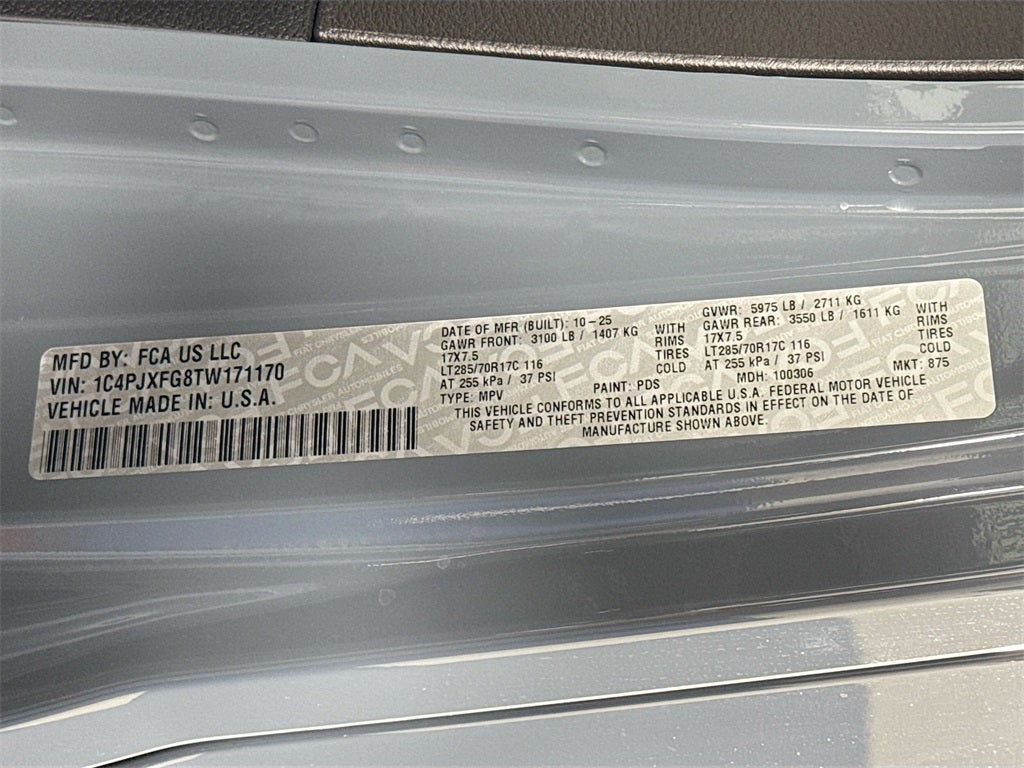 MFD BY: FCA US LLC
VIN: 1C4PJXFG8TW171170
VEHICLE MADE IN: U.S.A.
DATE OF MFR (BUILT): 10-25
GAWR FRONT: 3100 LB / 1407 KG WITH
17X7.5 RIMS
LT285/70R17C 116 TIRES
AT 255 kPa / 37 PSI COLD
TYPE: MPV
PAINT: PDS
GVWR: 5975 LB / 2711 KG
GAWR REAR: 3550 LB / 1611 KG WITH
17X7.5 RIMS
LT285/70R17C 116 TIRES
AT 255 kPa / 37 PSI COLD
MDH: 100306
MKT: 875
THIS VEHICLE CONFORMS TO ALL APPLICABLE U.S.A. FEDERAL MOTOR VEHICLE
SAFETY AND THEFT PREVENTION STANDARDS IN EFFECT ON THE DATE OF
MANUFACTURE SHOWN ABOVE.